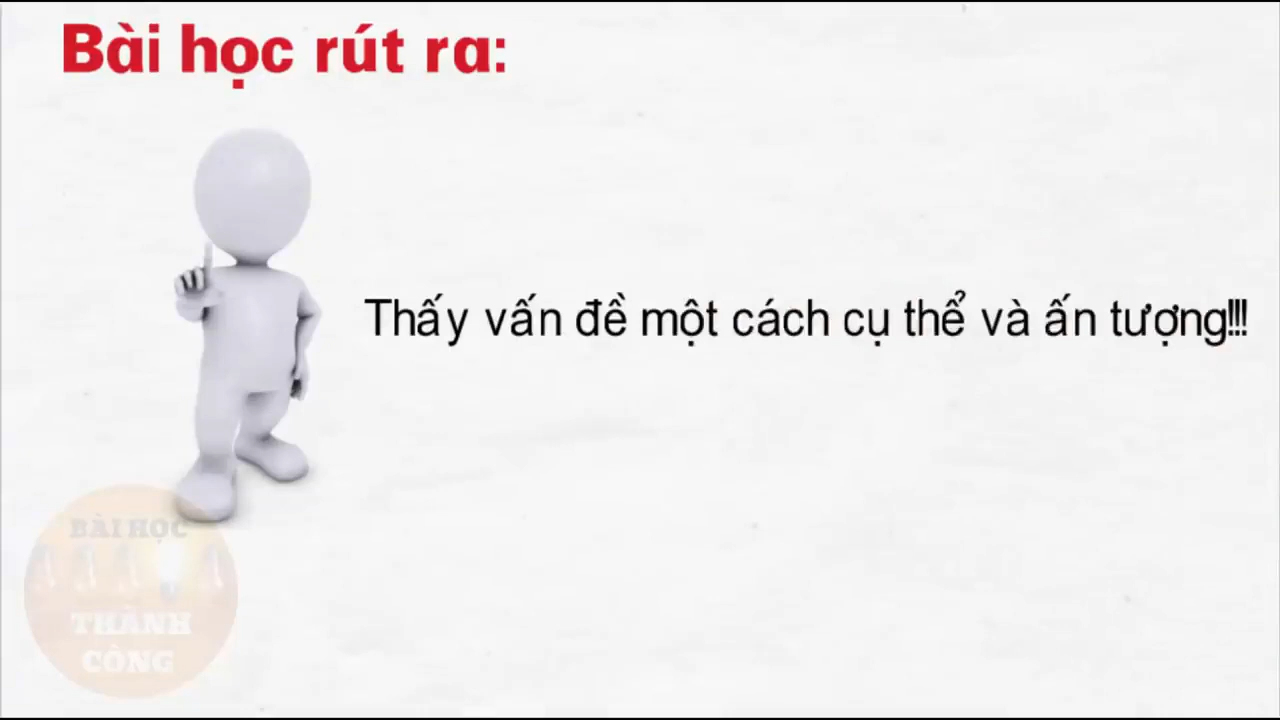 Bài học rút ra:
Thấy vấn đề một cách cụ thể và ấn tượng!!!
BÀI HỌC
THÀNH
CÔNG